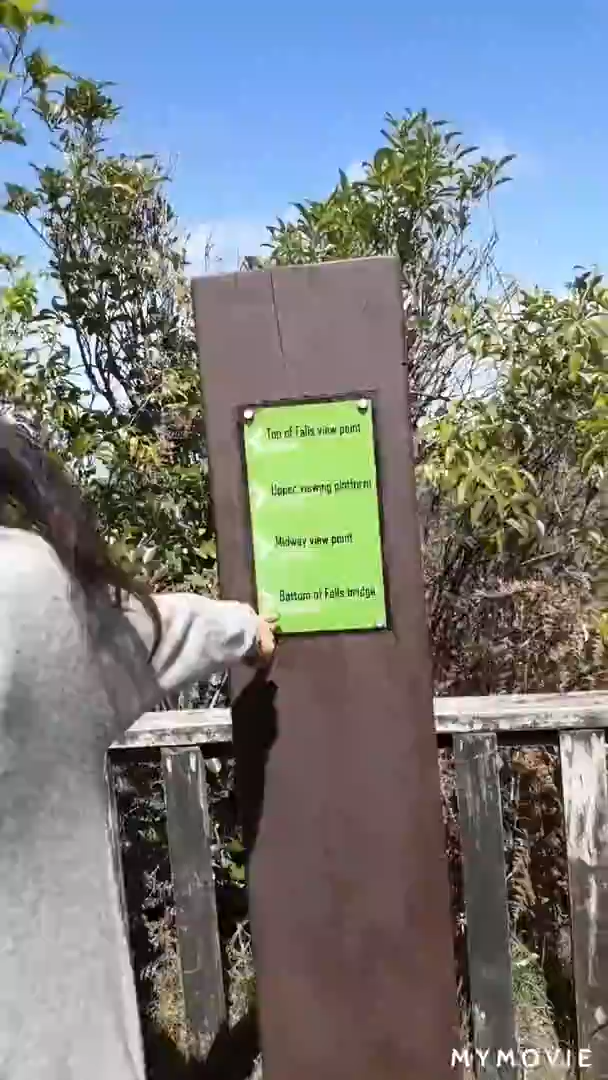 Top of Falls view point
Upper viewing platform
Midway view point
Bottom of Falls bridge
MYMOVIE